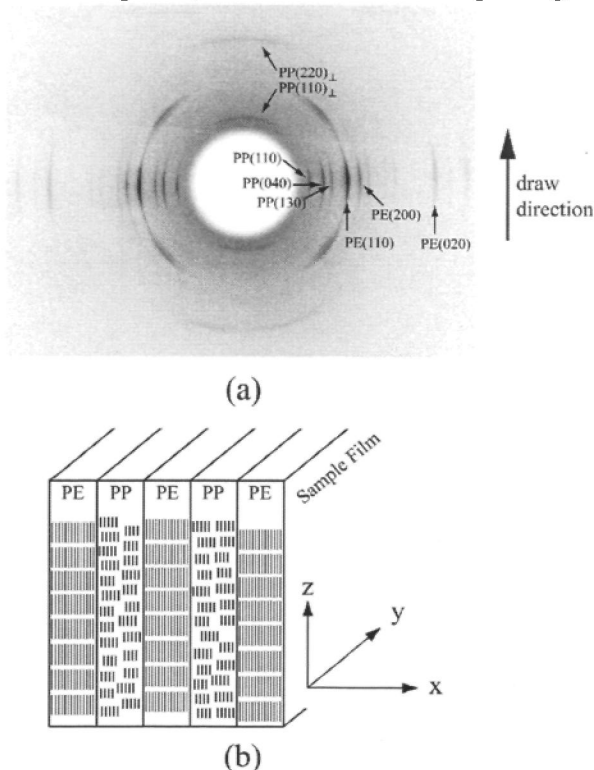 PP(220)⊥
PP(110)⊥
PP(110)
PP(040)
PP(130)
PE(200)
PE(110)
PE(020)
draw
direction
(a)
PE PP PE PP PE
Sample Film
z
y
x
(b)